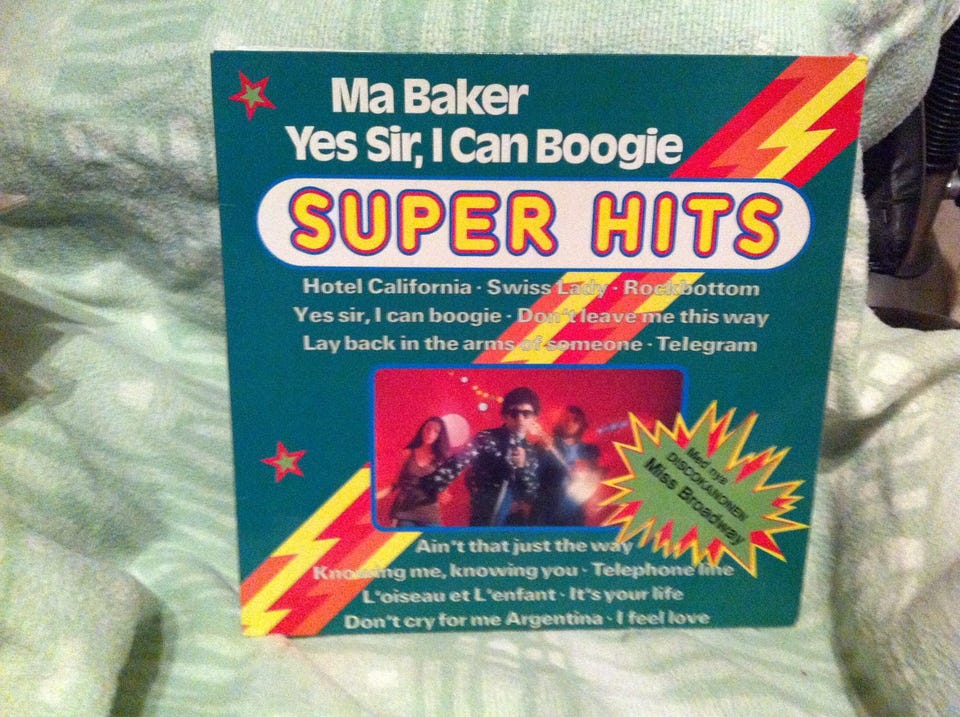 Ma Baker
Yes Sir, I Can Boogie
SUPER HITS
Hotel California · Swiss Lady · Rockbottom
Yes sir, I can boogie · Don't leave me this way
Lay back in the arms of someone · Telegram
Med nye
DISCOKANONEN
Miss Broadway
Ain't that just the way
Knowing me, knowing you · Telephone line
L'oiseau et L'enfant · It's your life
Don't cry for me Argentina · I feel love